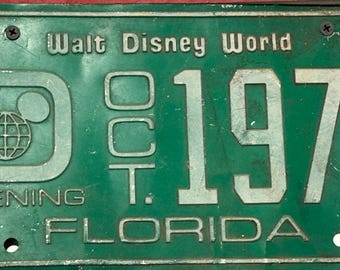 Walt Disney World
OCT. 197
ENING
FLORIDA